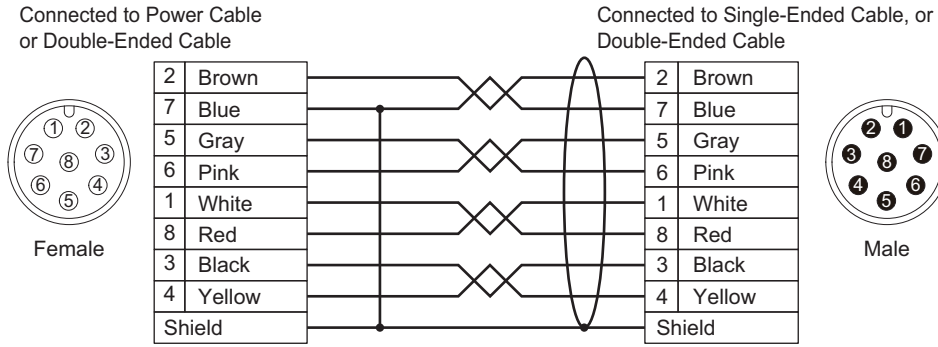 Connected to Power Cable
or Double-Ended Cable
Connected to Single-Ended Cable, or
Double-Ended Cable
2 Brown
7 Blue
5 Gray
6 Pink
1 White
8 Red
3 Black
4 Yellow
Shield
2 Brown
7 Blue
5 Gray
6 Pink
1 White
8 Red
3 Black
4 Yellow
Shield
1 2
7 8 3
6 4
5
Female
2 1
3 8 7
4 6
5
Male